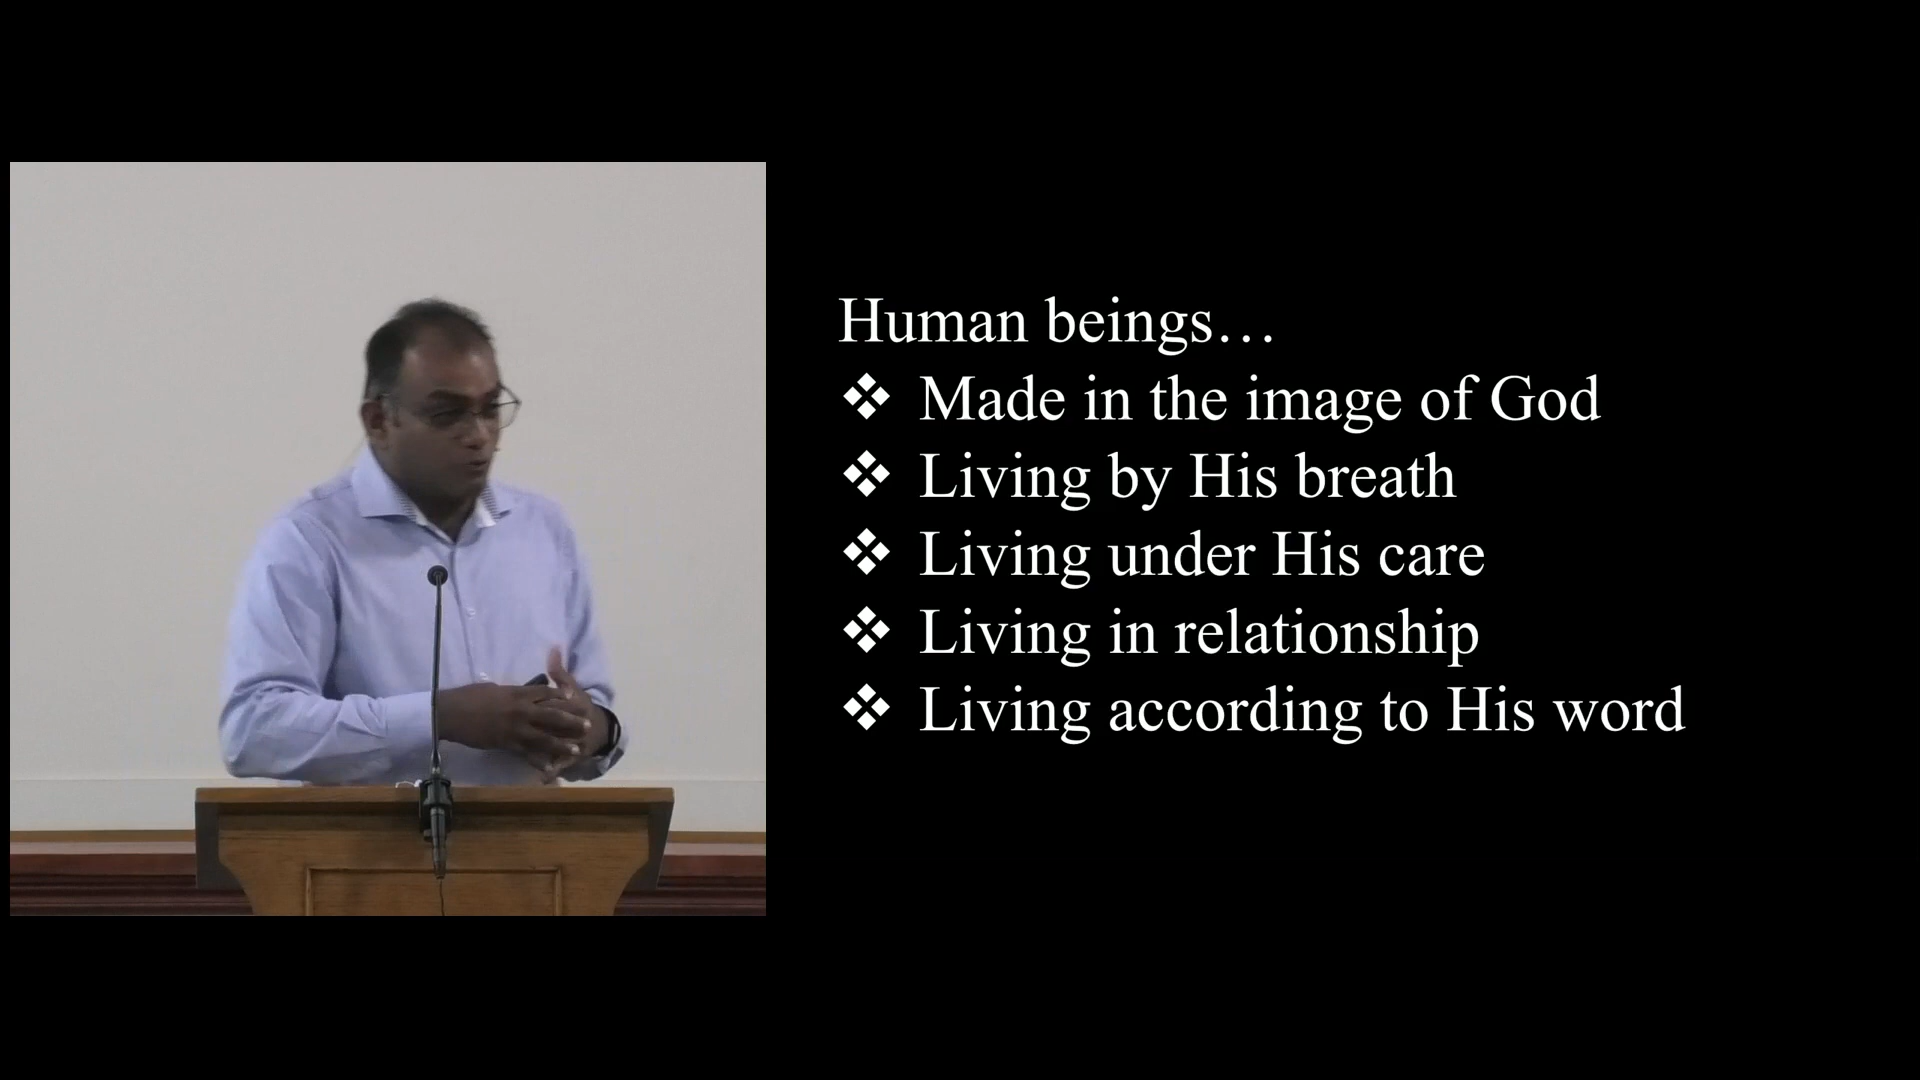 Human beings…
❖ Made in the image of God
❖ Living by His breath
❖ Living under His care
❖ Living in relationship
❖ Living according to His word